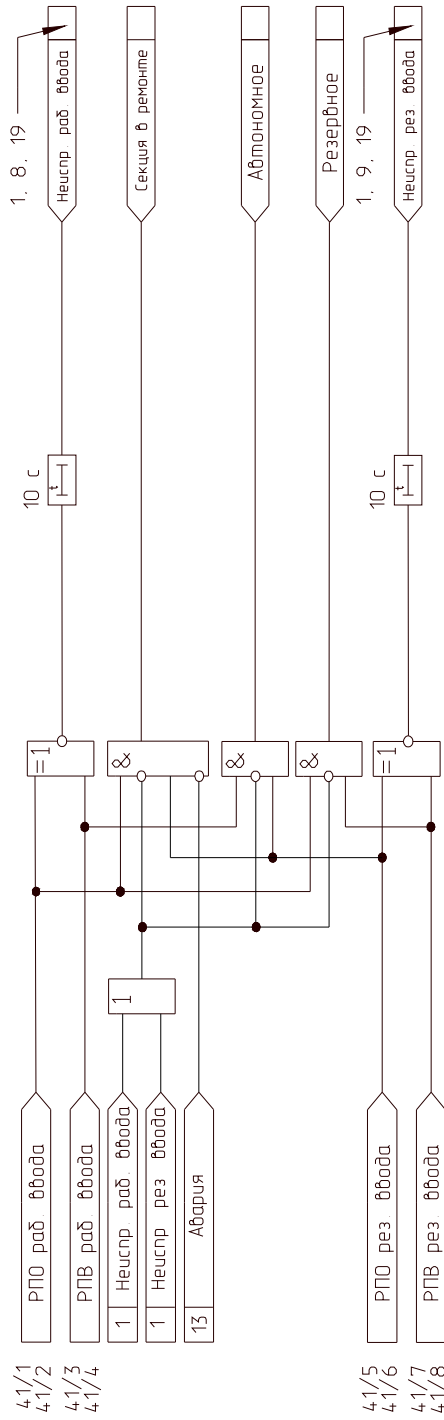 1. 8. 19
Неиспр. раб. ввода
Секция в ремонте
Автономное
Резервное
1. 9. 19
Неиспр. рез. ввода
10 с
t
10 с
t
=1
&
&
&
=1
1
41/1
41/2
РПО раб. ввода
41/3
41/4
РПВ раб. ввода
1
Неиспр. раб. ввода
1
Неиспр рез ввода
13
Авария
41/5
41/6
РПО рез. ввода
41/7
41/8
РПВ рез. ввода